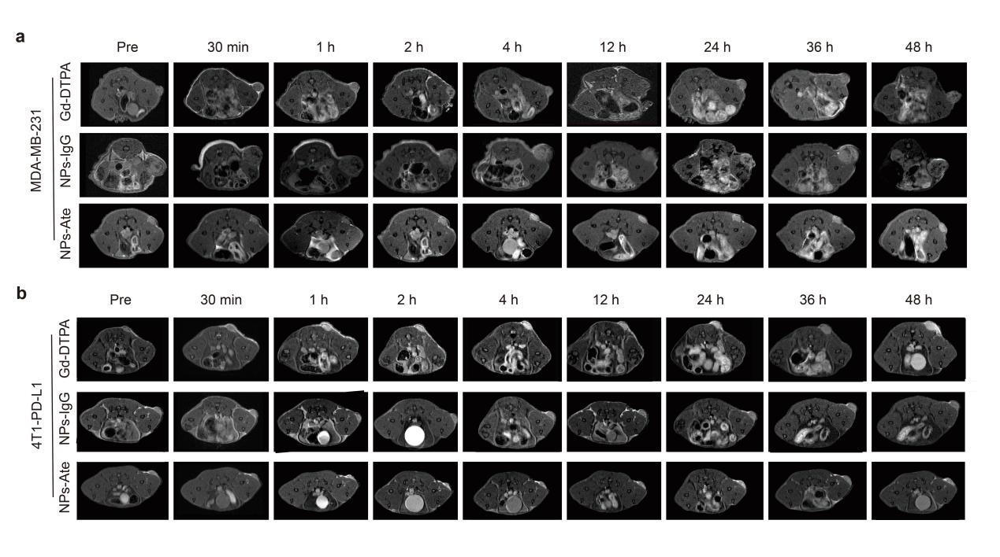 a
Pre 30 min 1 h 2 h 4 h 12 h 24 h 36 h 48 h
MDA-MB-231
Gd-DTPA
NPs-IgG
NPs-Ate
b
Pre 30 min 1 h 2 h 4 h 12 h 24 h 36 h 48 h
4T1-PD-L1
Gd-DTPA
NPs-IgG
NPs-Ate